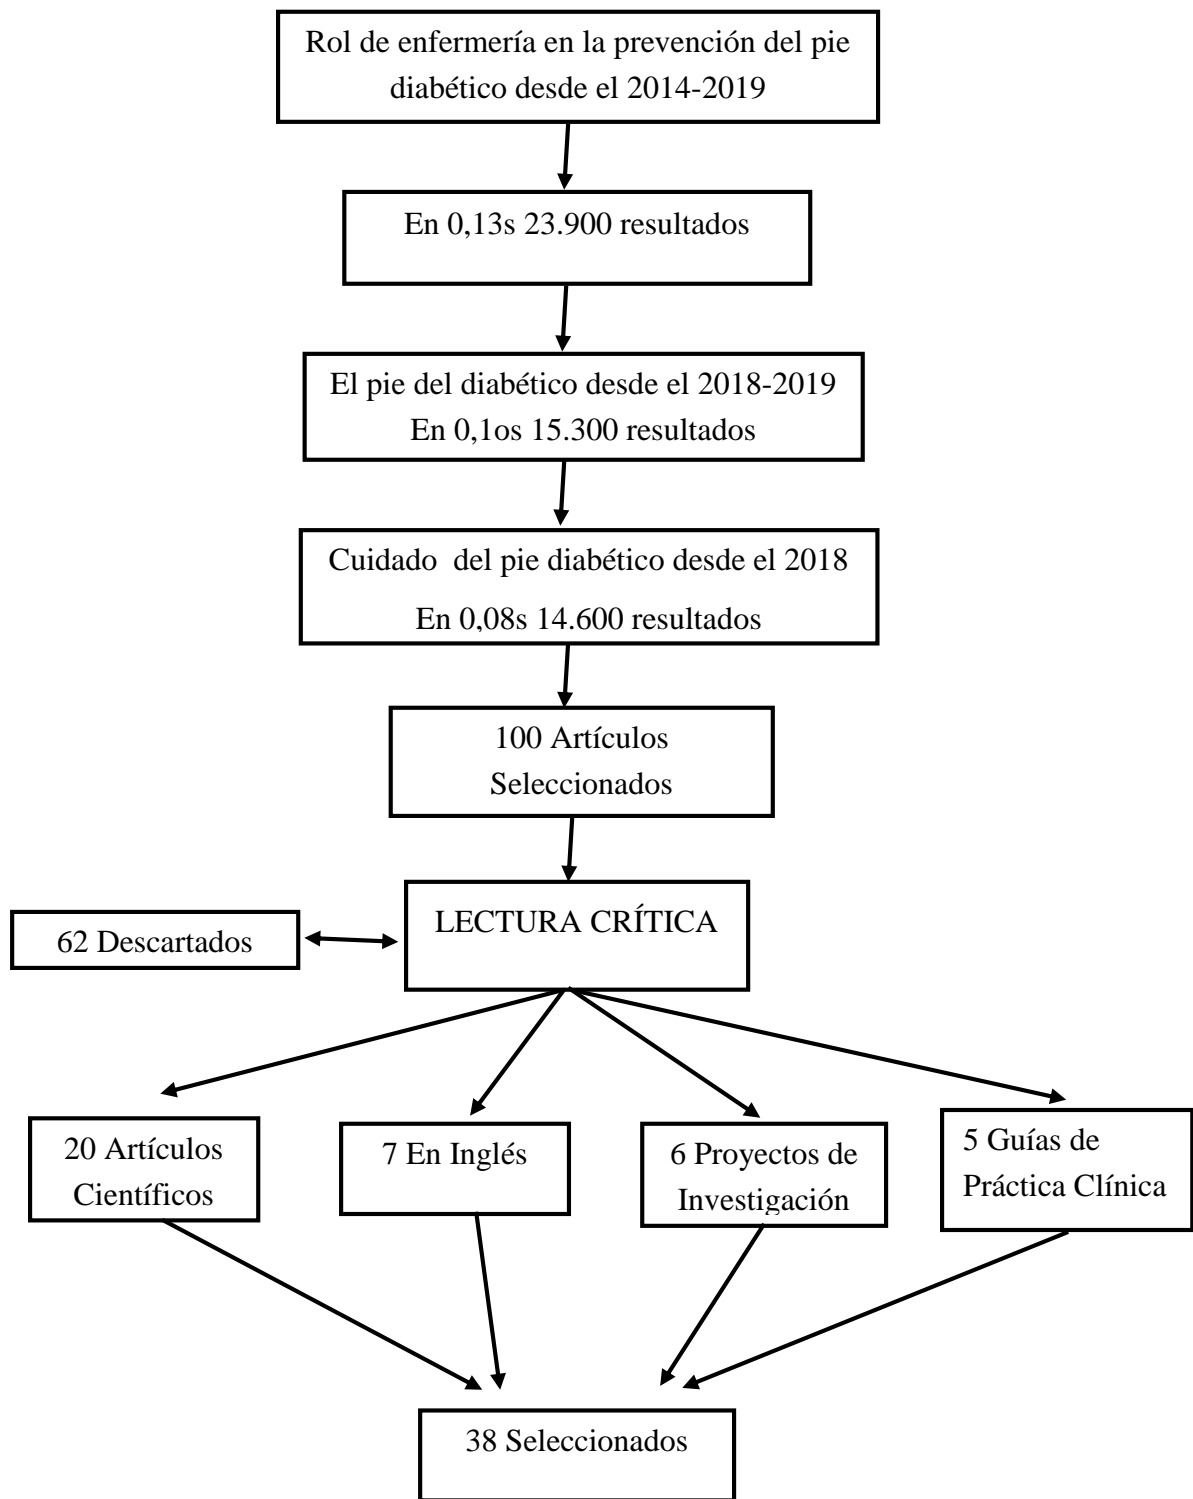 Rol de enfermería en la prevención del pie
diabético desde el 2014-2019
En 0,13s 23.900 resultados
El pie del diabético desde el 2018-2019
En 0,1os 15.300 resultados
Cuidado  del pie diabético desde el 2018
En 0,08s 14.600 resultados
100 Artículos
Seleccionados
LECTURA CRÍTICA
62 Descartados
20 Artículos
Científicos
7 En Inglés
6 Proyectos de
Investigación
5 Guías de
Práctica Clínica
38 Seleccionados